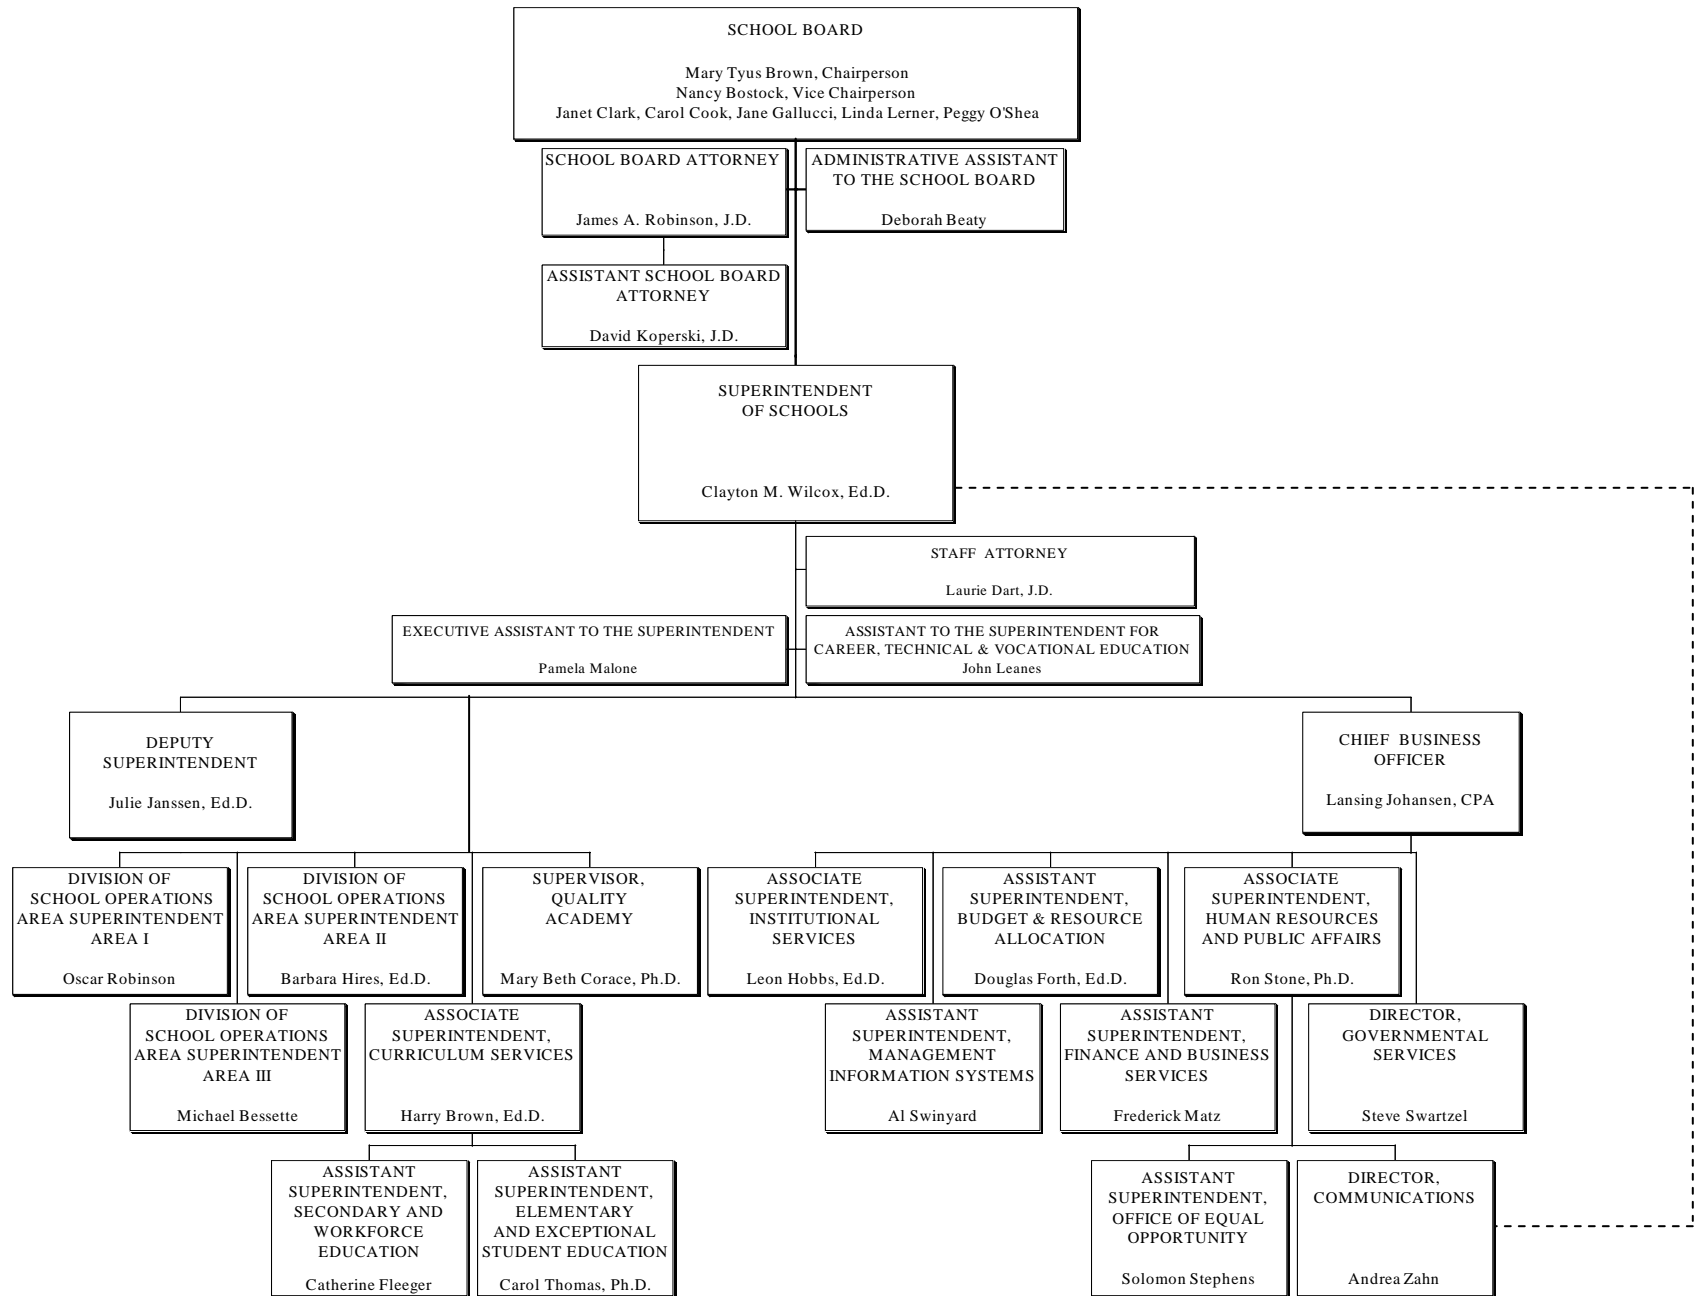 SCHOOL BOARD
Mary Tyus Brown, Chairperson
Nancy Bostock, Vice Chairperson
Janet Clark, Carol Cook, Jane Gallucci, Linda Lerner, Peggy O'Shea
SCHOOL BOARD ATTORNEY
James A. Robinson, J.D.
ADMINISTRATIVE ASSISTANT
TO THE SCHOOL BOARD
Deborah Beaty
ASSISTANT SCHOOL BOARD
ATTORNEY
David Koperski, J.D.
SUPERINTENDENT
OF SCHOOLS
Clayton M. Wilcox, Ed.D.
STAFF ATTORNEY
Laurie Dart, J.D.
EXECUTIVE ASSISTANT TO THE SUPERINTENDENT
Pamela Malone
ASSISTANT TO THE SUPERINTENDENT FOR
CAREER, TECHNICAL & VOCATIONAL EDUCATION
John Leanes
DEPUTY
SUPERINTENDENT
Julie Janssen, Ed.D.
CHIEF BUSINESS
OFFICER
Lansing Johansen, CPA
DIVISION OF
SCHOOL OPERATIONS
AREA SUPERINTENDENT
AREA I
Oscar Robinson
DIVISION OF
SCHOOL OPERATIONS
AREA SUPERINTENDENT
AREA II
Barbara Hires, Ed.D.
SUPERVISOR,
QUALITY
ACADEMY
Mary Beth Corace, Ph.D.
ASSOCIATE
SUPERINTENDENT,
INSTITUTIONAL
SERVICES
Leon Hobbs, Ed.D.
ASSISTANT
SUPERINTENDENT,
BUDGET & RESOURCE
ALLOCATION
Douglas Forth, Ed.D.
ASSOCIATE
SUPERINTENDENT,
HUMAN RESOURCES
AND PUBLIC AFFAIRS
Ron Stone, Ph.D.
DIVISION OF
SCHOOL OPERATIONS
AREA SUPERINTENDENT
AREA III
Michael Bessette
ASSOCIATE
SUPERINTENDENT,
CURRICULUM SERVICES
Harry Brown, Ed.D.
ASSISTANT
SUPERINTENDENT,
MANAGEMENT
INFORMATION SYSTEMS
Al Swinyard
ASSISTANT
SUPERINTENDENT,
FINANCE AND BUSINESS
SERVICES
Frederick Matz
DIRECTOR,
GOVERNMENTAL
SERVICES
Steve Swartzel
ASSISTANT
SUPERINTENDENT,
SECONDARY AND
WORKFORCE
EDUCATION
Catherine Fleeger
ASSISTANT
SUPERINTENDENT,
ELEMENTARY
AND EXCEPTIONAL
STUDENT EDUCATION
Carol Thomas, Ph.D.
ASSISTANT
SUPERINTENDENT,
OFFICE OF EQUAL
OPPORTUNITY
Solomon Stephens
DIRECTOR,
COMMUNICATIONS
Andrea Zahn